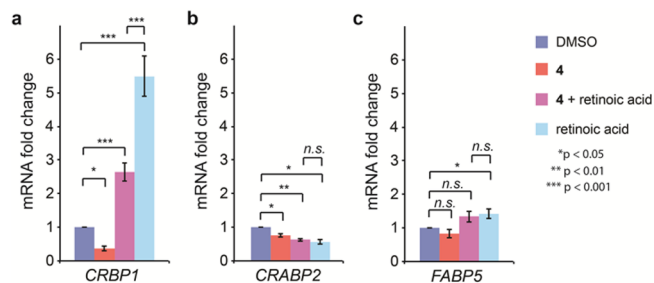 a
mRNA fold change
6
5
4
3
2
1
0
***
***
***
*
CRBP1
b
mRNA fold change
6
5
4
3
2
1
0
n.s.
*
**
*
CRABP2
c
mRNA fold change
6
5
4
3
2
1
0
*
n.s.
n.s.
n.s.
FABP5
DMSO
4
4 + retinoic acid
retinoic acid
*p < 0.05
** p < 0.01
*** p < 0.001